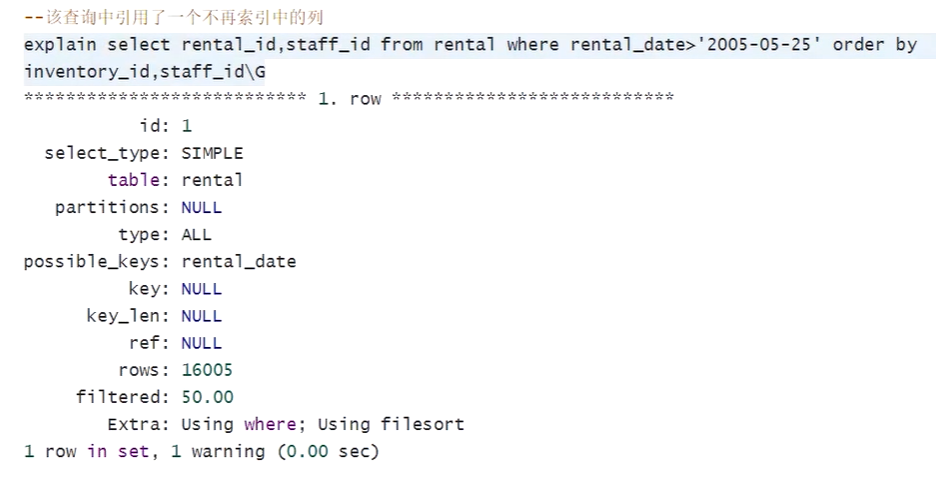 --该查询中引用了一个不再索引中的列
explain select rental_id,staff_id from rental where rental_date>'2005-05-25' order by
inventory_id,staff_id\G
*************************** 1. row ***************************
id: 1
select_type: SIMPLE
table: rental
partitions: NULL
type: ALL
possible_keys: rental_date
key: NULL
key_len: NULL
ref: NULL
rows: 16005
filtered: 50.00
Extra: Using where; Using filesort
1 row in set, 1 warning (0.00 sec)